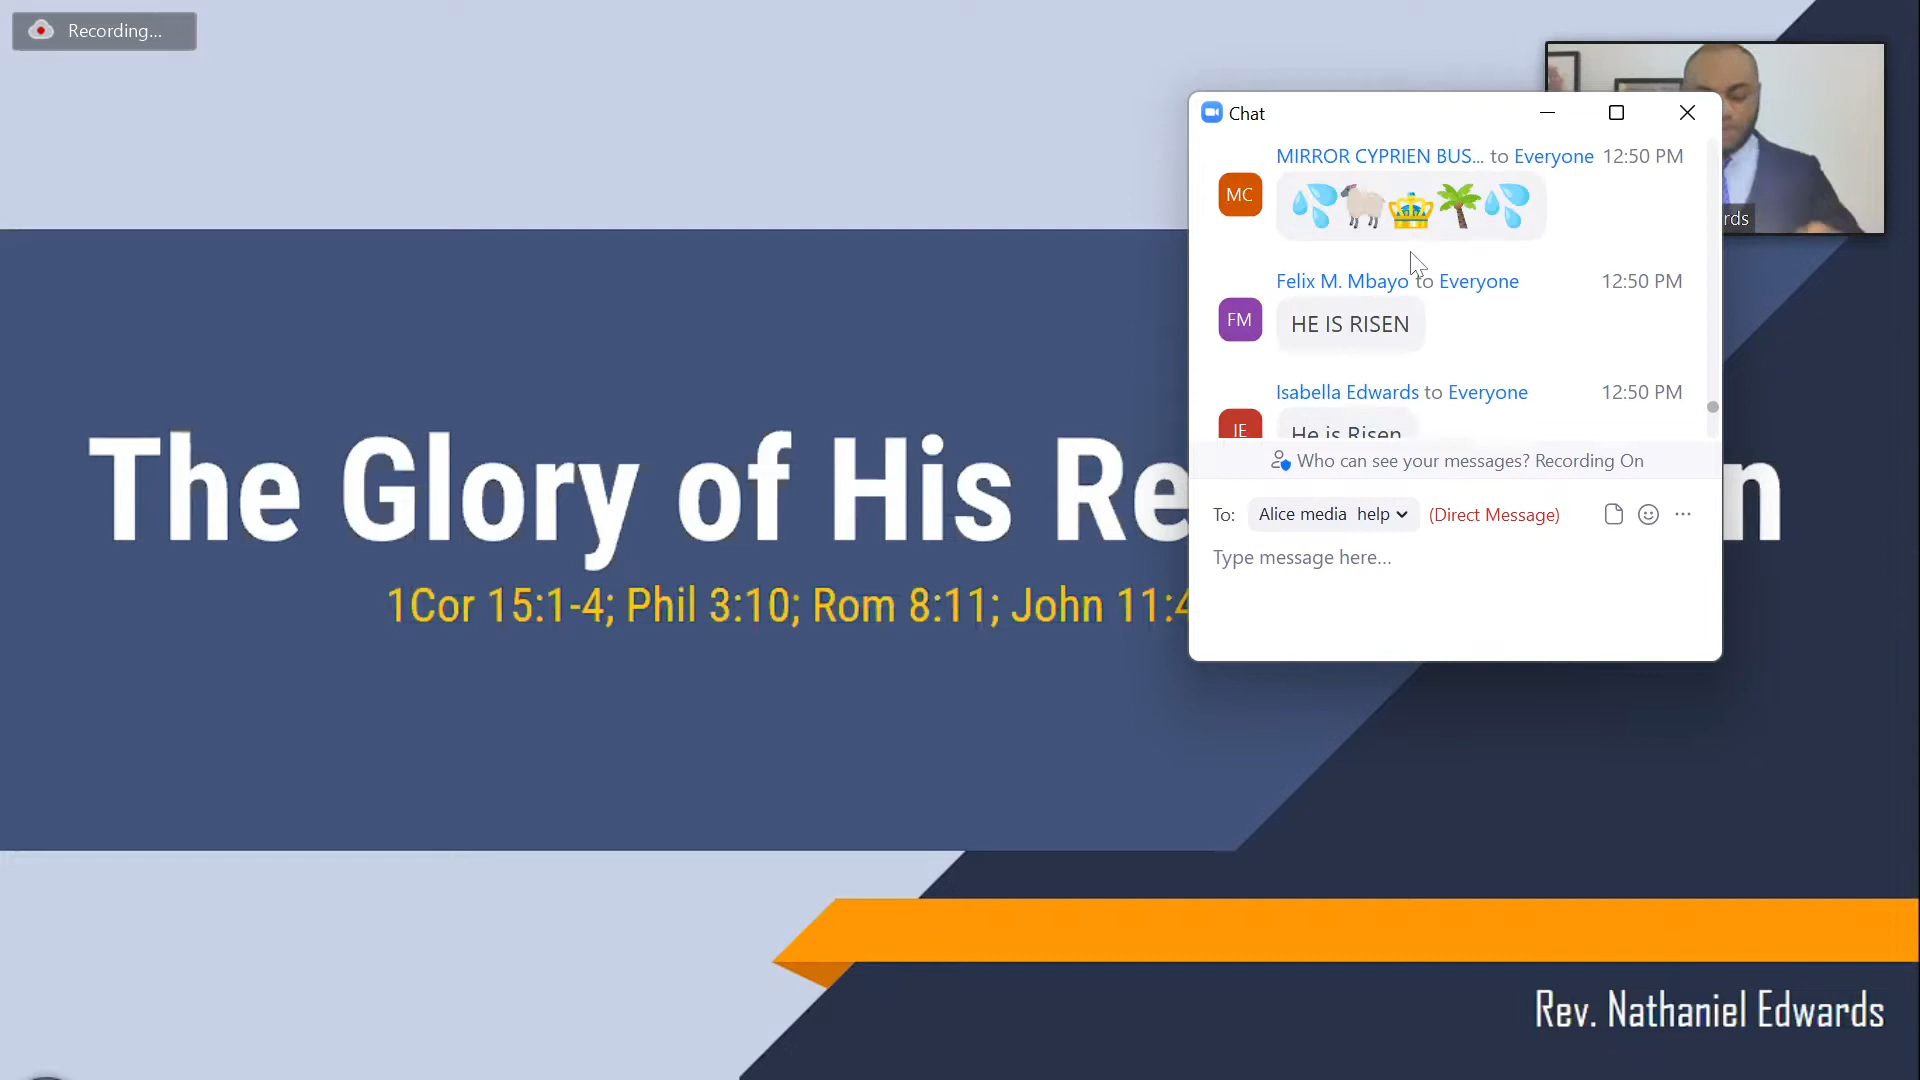 Recording...
Chat
MIRROR CYPRIEN BUS... to Everyone 12:50 PM
MC
Felix M. Mbayo to Everyone 12:50 PM
FM
HE IS RISEN
Isabella Edwards to Everyone 12:50 PM
IE
He is Risen
Who can see your messages? Recording On
To: Alice media help (Direct Message)
Type message here...
rds
The Glory of His Re n
1Cor 15:1-4; Phil 3:10; Rom 8:11; John 11:4
Rev. Nathaniel Edwards